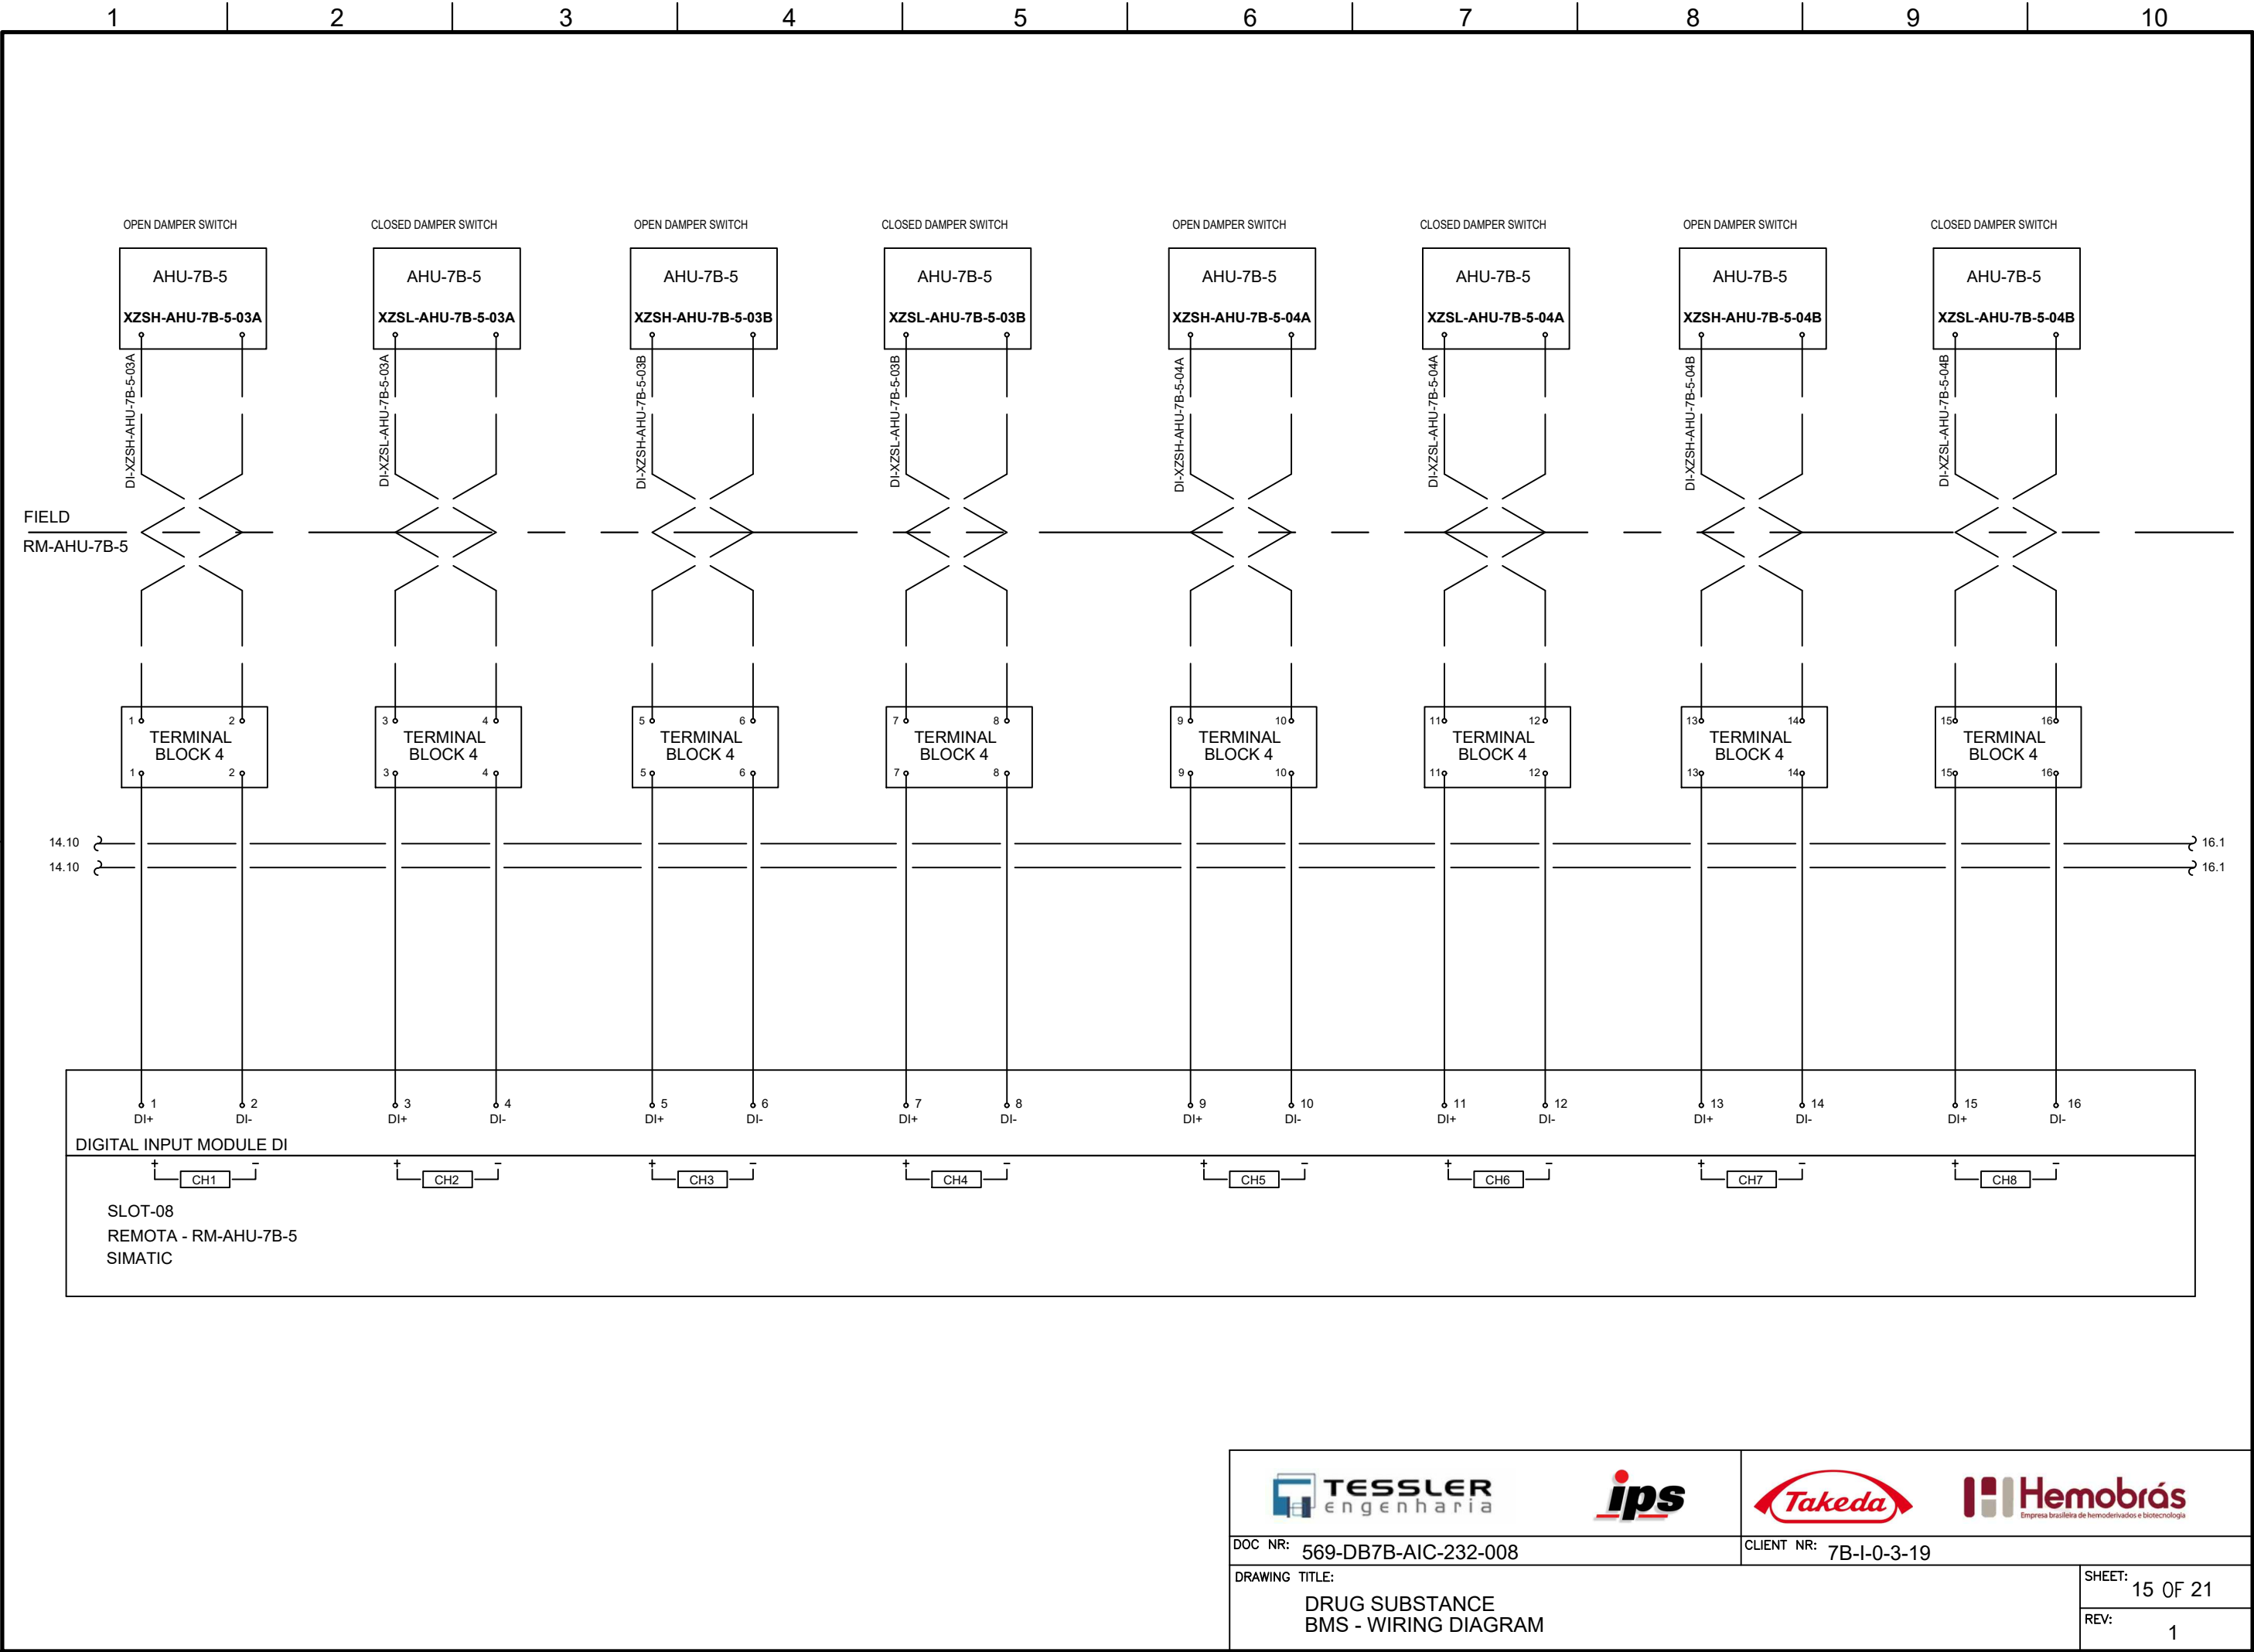 1 2 3 4 5 6 7 8 9 10
OPEN DAMPER SWITCH CLOSED DAMPER SWITCH OPEN DAMPER SWITCH CLOSED DAMPER SWITCH OPEN DAMPER SWITCH CLOSED DAMPER SWITCH OPEN DAMPER SWITCH CLOSED DAMPER SWITCH
AHU-7B-5 AHU-7B-5 AHU-7B-5 AHU-7B-5 AHU-7B-5 AHU-7B-5 AHU-7B-5 AHU-7B-5
XZSH-AHU-7B-5-03A XZSL-AHU-7B-5-03A XZSH-AHU-7B-5-03B XZSL-AHU-7B-5-03B XZSH-AHU-7B-5-04A XZSL-AHU-7B-5-04A XZSH-AHU-7B-5-04B XZSL-AHU-7B-5-04B
DI-XZSH-AHU-7B-5-03A
DI-XZSL-AHU-7B-5-03A
DI-XZSH-AHU-7B-5-03B
DI-XZSL-AHU-7B-5-03B
DI-XZSH-AHU-7B-5-04A
DI-XZSL-AHU-7B-5-04A
DI-XZSH-AHU-7B-5-04B
DI-XZSL-AHU-7B-5-04B
FIELD
RM-AHU-7B-5
1 2 3 4 5 6 7 8 9 10 11 12 13 14 15 16
TERMINAL TERMINAL TERMINAL TERMINAL TERMINAL TERMINAL TERMINAL TERMINAL
BLOCK 4 BLOCK 4 BLOCK 4 BLOCK 4 BLOCK 4 BLOCK 4 BLOCK 4 BLOCK 4
1 2 3 4 5 6 7 8 9 10 11 12 13 14 15 16
14.10 16.1
14.10 16.1
1 2 3 4 5 6 7 8 9 10 11 12 13 14 15 16
DI+ DI- DI+ DI- DI+ DI- DI+ DI- DI+ DI- DI+ DI- DI+ DI- DI+ DI-
DIGITAL INPUT MODULE DI
+ − + − + − + − + − + − + − + −
CH1 CH2 CH3 CH4 CH5 CH6 CH7 CH8
SLOT-08
REMOTA - RM-AHU-7B-5
SIMATIC
TESSLER
engenharia
ips
Takeda
Hemobrás
Empresa brasileira de hemoderivados e biotecnologia
DOC NR: 569-DB7B-AIC-232-008
CLIENT NR: 7B-I-0-3-19
DRAWING TITLE:
DRUG SUBSTANCE
BMS - WIRING DIAGRAM
SHEET: 15 OF 21
REV: 1